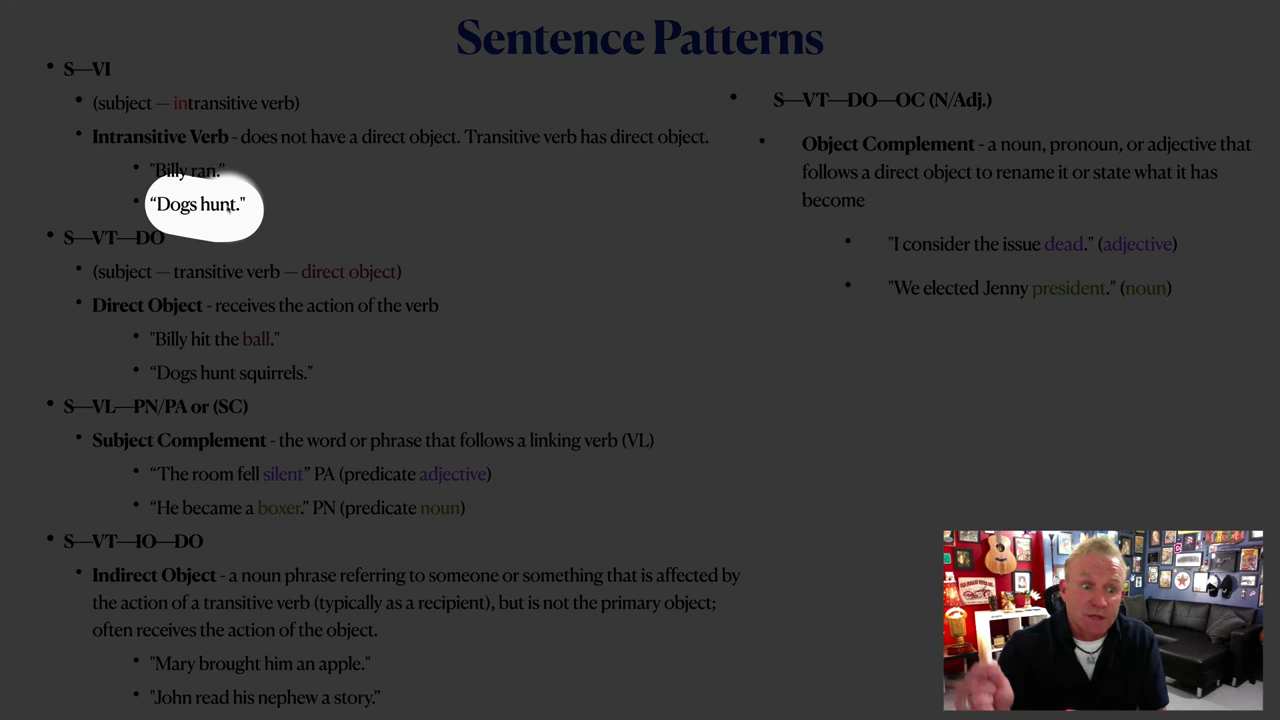 Sentence Patterns
• S—VI
• (subject — intransitive verb)
• Intransitive Verb - does not have a direct object. Transitive verb has direct object.
• "Billy ran."
• “Dogs hunt."
• S—VT—DO
• (subject — transitive verb — direct object)
• Direct Object - receives the action of the verb
• "Billy hit the ball."
• “Dogs hunt squirrels."
• S—VL—PN/PA or (SC)
• Subject Complement - the word or phrase that follows a linking verb (VL)
• “The room fell silent” PA (predicate adjective)
• “He became a boxer.” PN (predicate noun)
• S—VT—IO—DO
• Indirect Object - a noun phrase referring to someone or something that is affected by
the action of a transitive verb (typically as a recipient), but is not the primary object;
often receives the action of the object.
• "Mary brought him an apple."
• "John read his nephew a story.”
• S—VT—DO—OC (N/Adj.)
• Object Complement - a noun, pronoun, or adjective that
follows a direct object to rename it or state what it has
become
• "I consider the issue dead." (adjective)
• "We elected Jenny president." (noun)